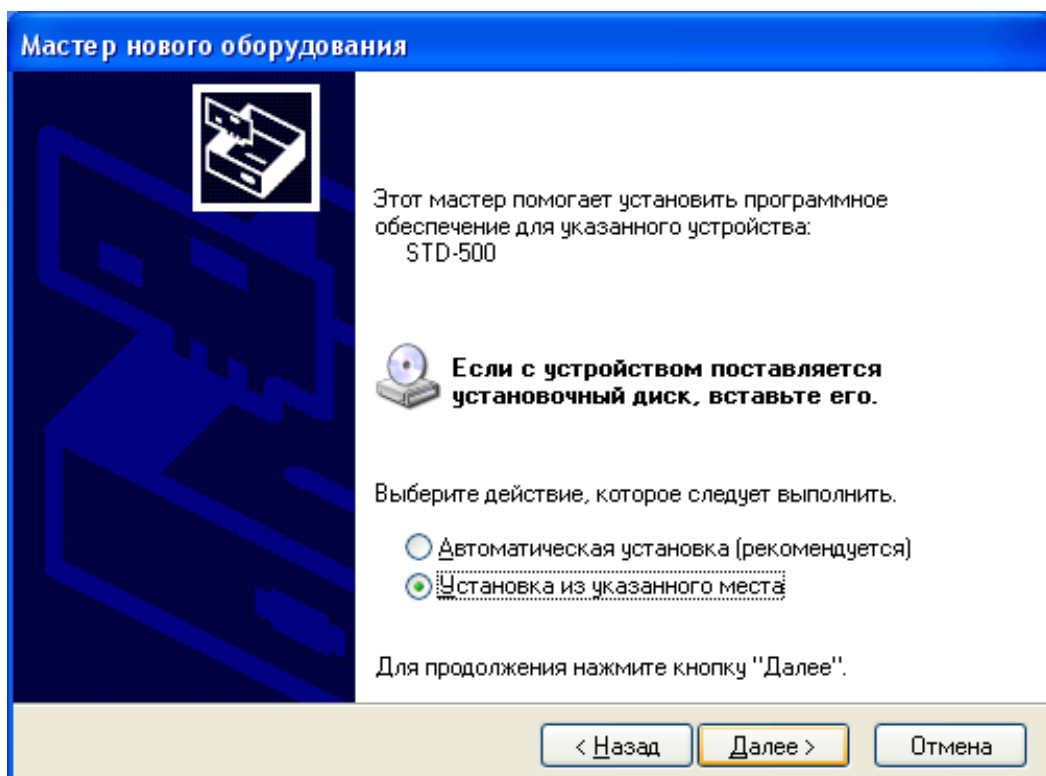 Мастер нового оборудования
Этот мастер помогает установить программное
обеспечение для указанного устройства:
STD-500
Если с устройством поставляется
установочный диск, вставьте его.
Выберите действие, которое следует выполнить.
Автоматическая установка (рекомендуется)
Установка из указанного места
Для продолжения нажмите кнопку "Далее".
< Назад
Далее >
Отмена